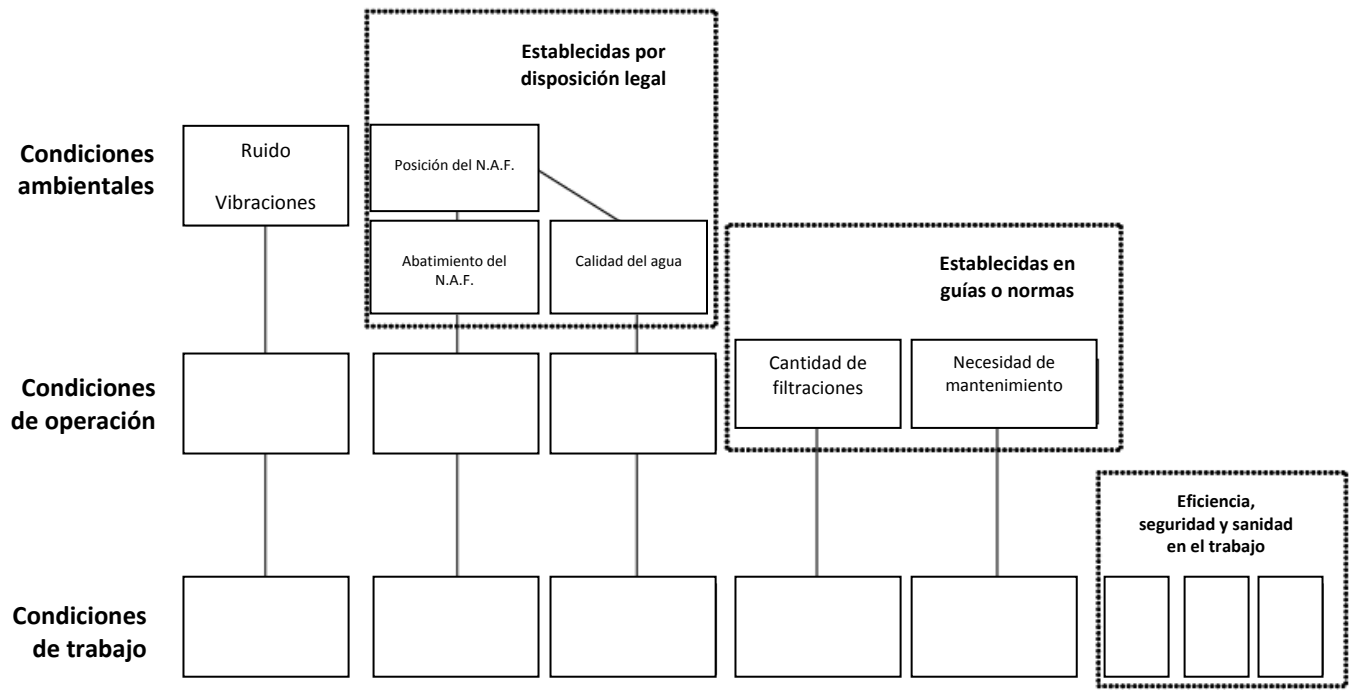 Establecidas por
disposición legal
Condiciones
ambientales
Ruido
Vibraciones
Posición del N.A.F.
Abatimiento del
N.A.F.
Calidad del agua
Establecidas en
guías o normas
Condiciones
de operación
Cantidad de
filtraciones
Necesidad de
mantenimiento
Eficiencia,
seguridad y sanidad
en el trabajo
Condiciones
de trabajo